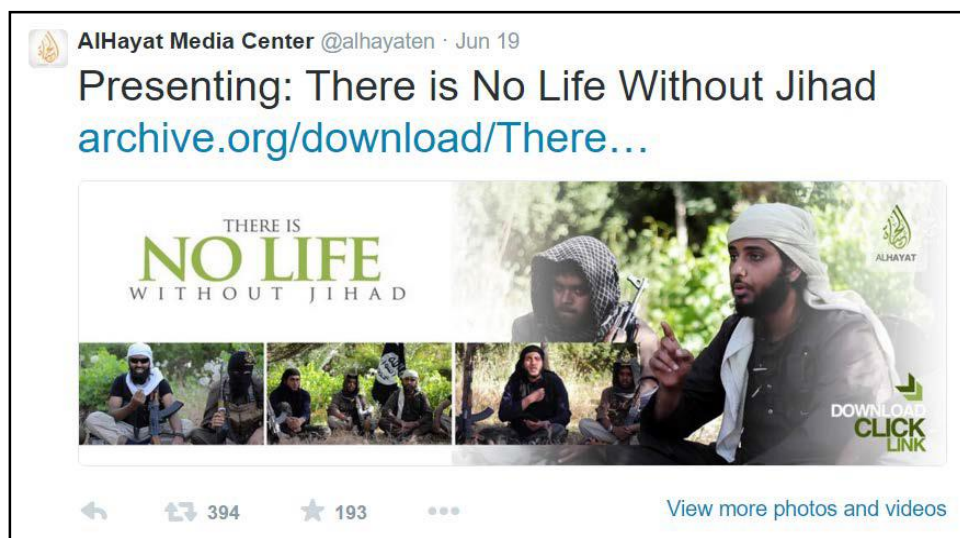 AlHayat Media Center @alhayaten · Jun 19
Presenting: There is No Life Without Jihad
archive.org/download/There…
THERE IS
NO LIFE
WITHOUT JIHAD
ALHAYAT
DOWNLOAD
CLICK
LINK
394
193
View more photos and videos